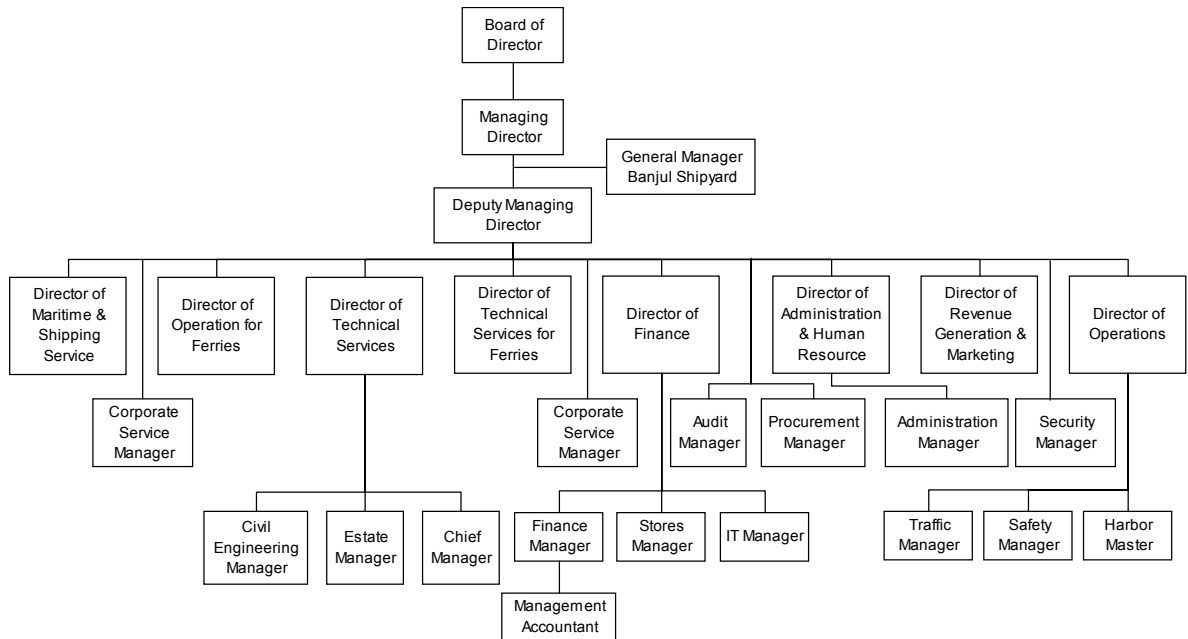 Board of
Director
Managing
Director
General Manager
Banjul Shipyard
Deputy Managing
Director
Director of
Maritime &
Shipping
Service
Director of
Operation for
Ferries
Director of
Technical
Services
Director of
Technical
Services for
Ferries
Director of
Finance
Director of
Administration
& Human
Resource
Director of
Revenue
Generation &
Marketing
Director of
Operations
Corporate
Service
Manager
Corporate
Service
Manager
Audit
Manager
Procurement
Manager
Administration
Manager
Security
Manager
Civil
Engineering
Manager
Estate
Manager
Chief
Manager
Finance
Manager
Stores
Manager
IT Manager
Traffic
Manager
Safety
Manager
Harbor
Master
Management
Accountant